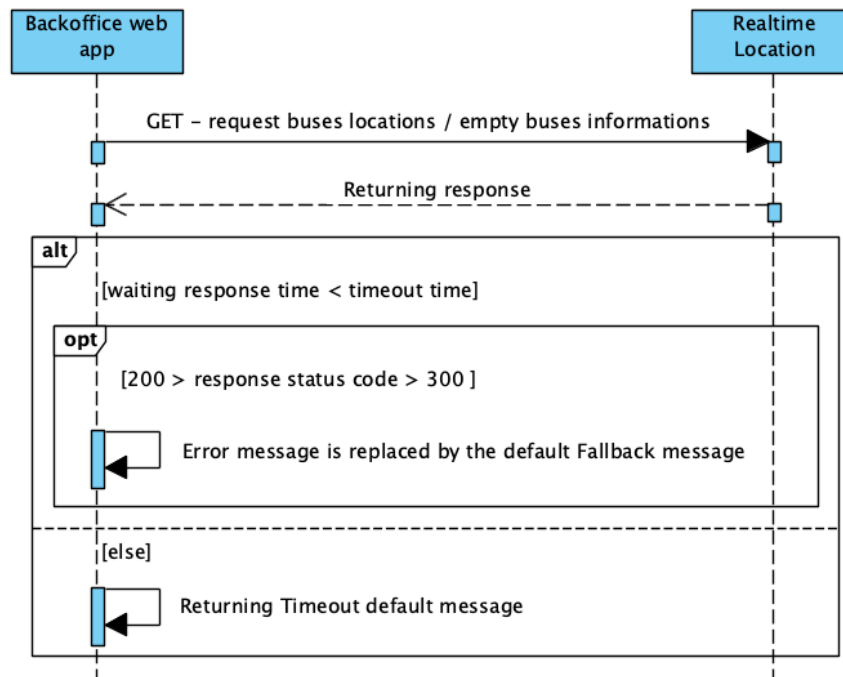 Backoffice web
app
Realtime
Location
GET – request buses locations / empty buses informations
Returning response
alt
[waiting response time < timeout time]
opt
[200 > response status code > 300 ]
Error message is replaced by the default Fallback message
[else]
Returning Timeout default message